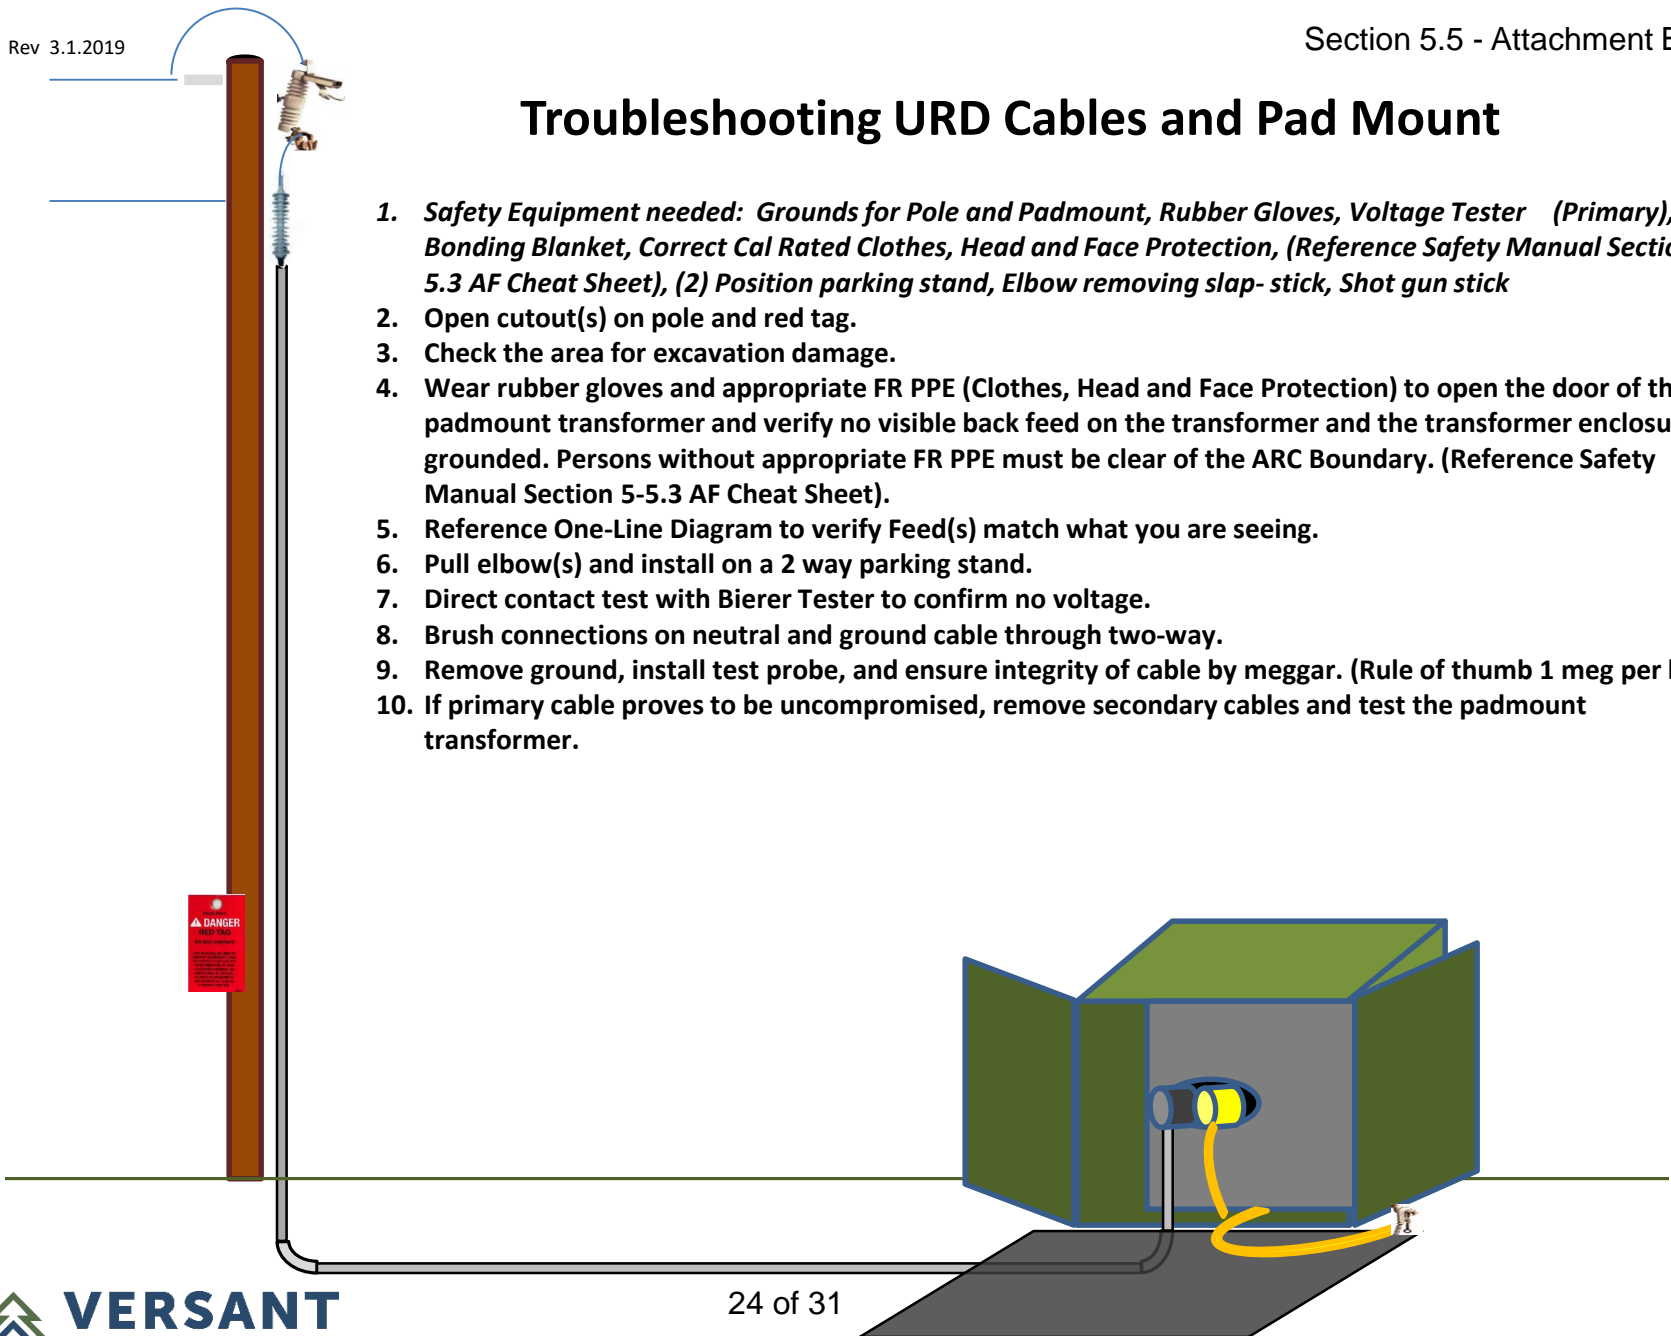 Rev 3.1.2019
Section 5.5 - Attachment E
Troubleshooting URD Cables and Pad Mount
1. Safety Equipment needed: Grounds for Pole and Padmount, Rubber Gloves, Voltage Tester (Primary),
Bonding Blanket, Correct Cal Rated Clothes, Head and Face Protection, (Reference Safety Manual Sectio
5.3 AF Cheat Sheet), (2) Position parking stand, Elbow removing slap- stick, Shot gun stick
2. Open cutout(s) on pole and red tag.
3. Check the area for excavation damage.
4. Wear rubber gloves and appropriate FR PPE (Clothes, Head and Face Protection) to open the door of th
padmount transformer and verify no visible back feed on the transformer and the transformer enclosu
grounded. Persons without appropriate FR PPE must be clear of the ARC Boundary. (Reference Safety
Manual Section 5-5.3 AF Cheat Sheet).
5. Reference One-Line Diagram to verify Feed(s) match what you are seeing.
6. Pull elbow(s) and install on a 2 way parking stand.
7. Direct contact test with Bierer Tester to confirm no voltage.
8. Brush connections on neutral and ground cable through two-way.
9. Remove ground, install test probe, and ensure integrity of cable by meggar. (Rule of thumb 1 meg per
10. If primary cable proves to be uncompromised, remove secondary cables and test the padmount
transformer.
DANGER
RED TAG
DO NOT OPERATE
24 of 31
VERSANT